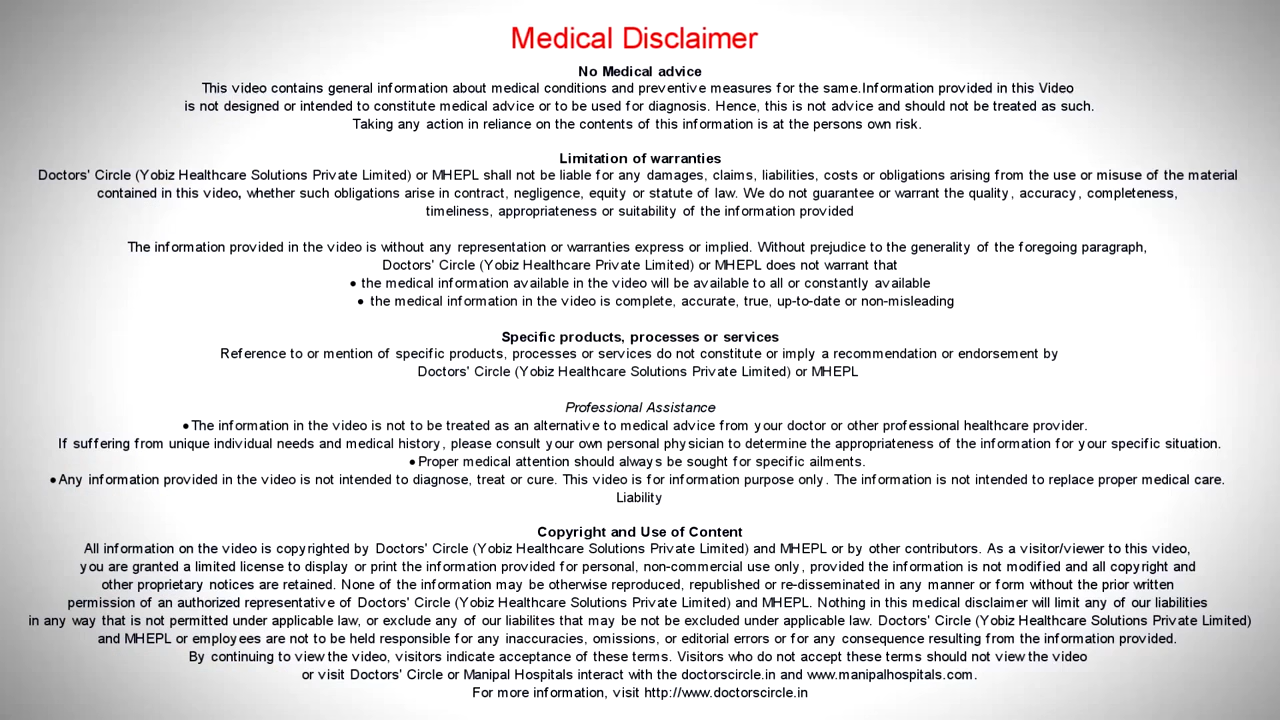 Medical Disclaimer
No Medical advice
This video contains general information about medical conditions and preventive measures for the same.Information provided in this Video
is not designed or intended to constitute medical advice or to be used for diagnosis. Hence, this is not advice and should not be treated as such.
Taking any action in reliance on the contents of this information is at the persons own risk.
Limitation of warranties
Doctors' Circle (Yobiz Healthcare Solutions Private Limited) or MHEPL shall not be liable for any damages, claims, liabilities, costs or obligations arising from the use or misuse of the material
contained in this video, whether such obligations arise in contract, negligence, equity or statute of law. We do not guarantee or warrant the quality, accuracy, completeness,
timeliness, appropriateness or suitability of the information provided
The information provided in the video is without any representation or warranties express or implied. Without prejudice to the generality of the foregoing paragraph,
Doctors' Circle (Yobiz Healthcare Private Limited) or MHEPL does not warrant that
• the medical information available in the video will be available to all or constantly available
• the medical information in the video is complete, accurate, true, up-to-date or non-misleading
Specific products, processes or services
Reference to or mention of specific products, processes or services do not constitute or imply a recommendation or endorsement by
Doctors' Circle (Yobiz Healthcare Solutions Private Limited) or MHEPL
Professional Assistance
•The information in the video is not to be treated as an alternative to medical advice from your doctor or other professional healthcare provider.
If suffering from unique individual needs and medical history, please consult your own personal physician to determine the appropriateness of the information for your specific situation.
•Proper medical attention should always be sought for specific ailments.
•Any information provided in the video is not intended to diagnose, treat or cure. This video is for information purpose only. The information is not intended to replace proper medical care.
Liability
Copyright and Use of Content
All information on the video is copyrighted by Doctors' Circle (Yobiz Healthcare Solutions Private Limited) and MHEPL or by other contributors. As a visitor/viewer to this video,
you are granted a limited license to display or print the information provided for personal, non-commercial use only, provided the information is not modified and all copyright and
other proprietary notices are retained. None of the information may be otherwise reproduced, republished or re-disseminated in any manner or form without the prior written
permission of an authorized representative of Doctors' Circle (Yobiz Healthcare Solutions Private Limited) and MHEPL. Nothing in this medical disclaimer will limit any of our liabilities
in any way that is not permitted under applicable law, or exclude any of our liabilites that may be not be excluded under applicable law. Doctors' Circle (Yobiz Healthcare Solutions Private Limited)
and MHEPL or employees are not to be held responsible for any inaccuracies, omissions, or editorial errors or for any consequence resulting from the information provided.
By continuing to view the video, visitors indicate acceptance of these terms. Visitors who do not accept these terms should not view the video
or visit Doctors' Circle or Manipal Hospitals interact with the doctorscircle.in and www.manipalhospitals.com.
For more information, visit http://www.doctorscircle.in